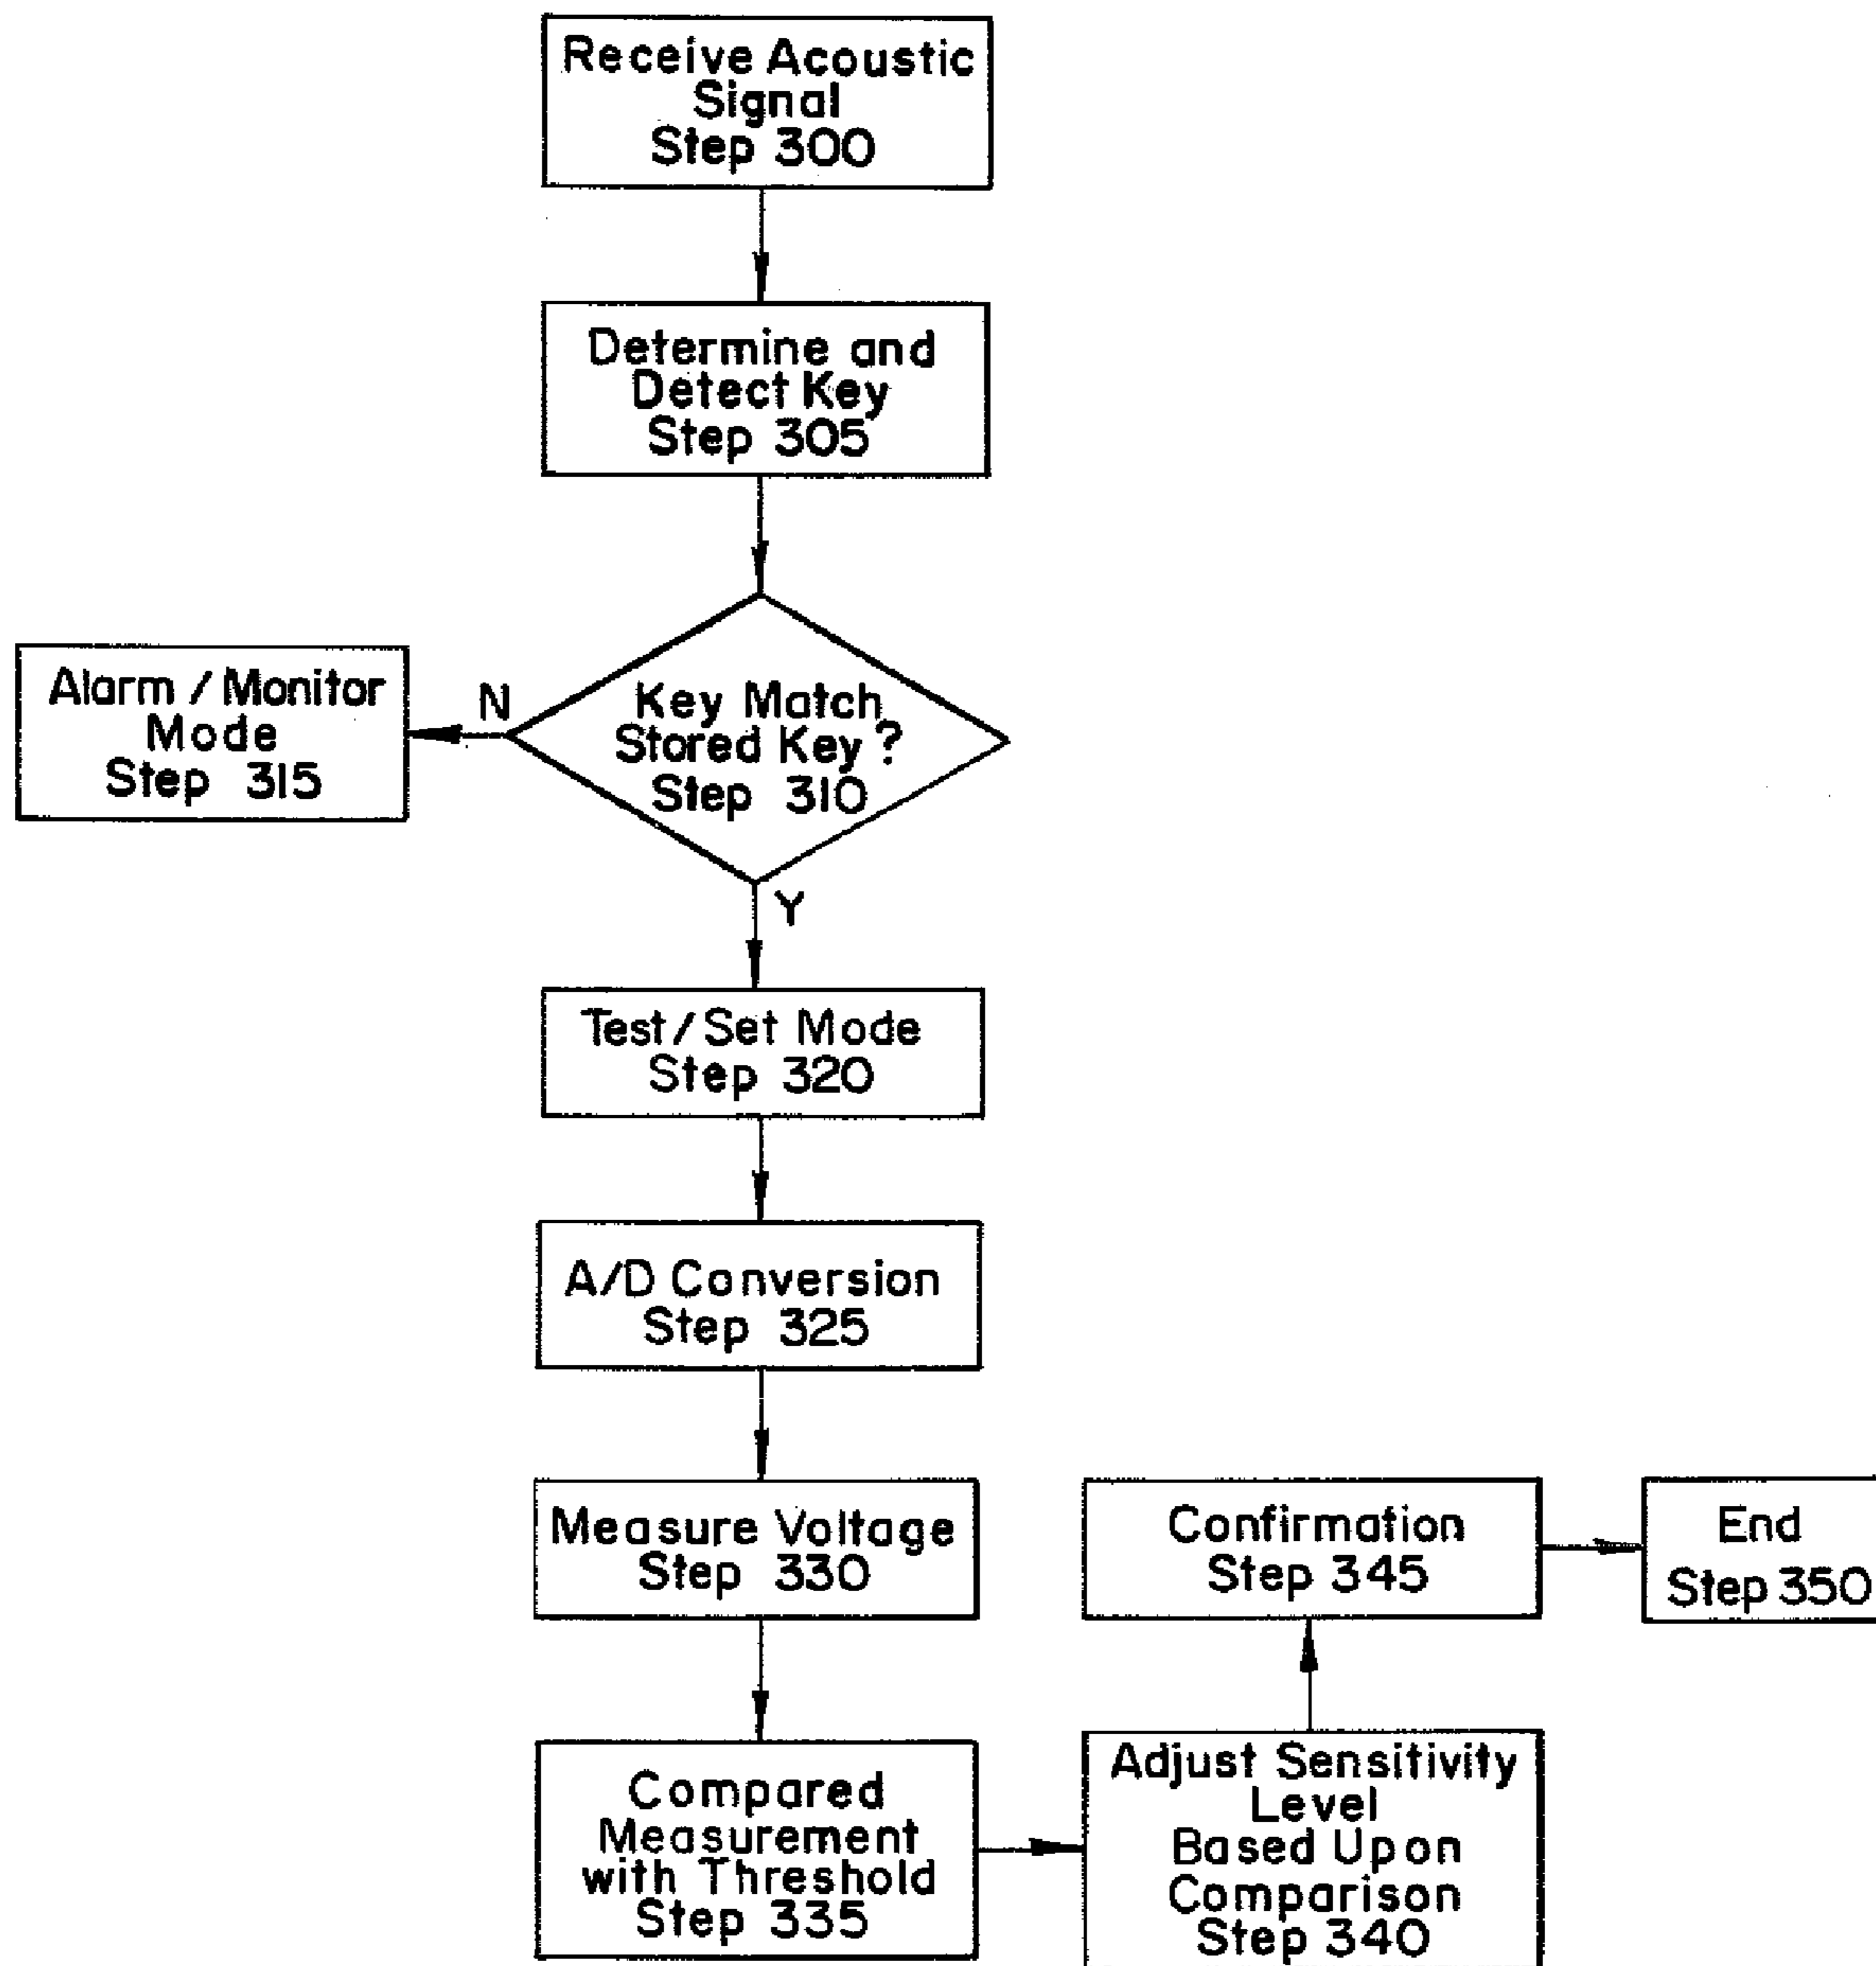 Receive Acoustic
Signal
Step 300
Determine and
Detect Key
Step 305
Key Match
Stored Key?
Step 310
N
Alarm / Monitor
Mode
Step 315
Y
Test/Set Mode
Step 320
A/D Conversion
Step 325
Measure Voltage
Step 330
Compared
Measurement
with Threshold
Step 335
Adjust Sensitivity
Level
Based Upon
Comparison
Step 340
Confirmation
Step 345
End
Step 350